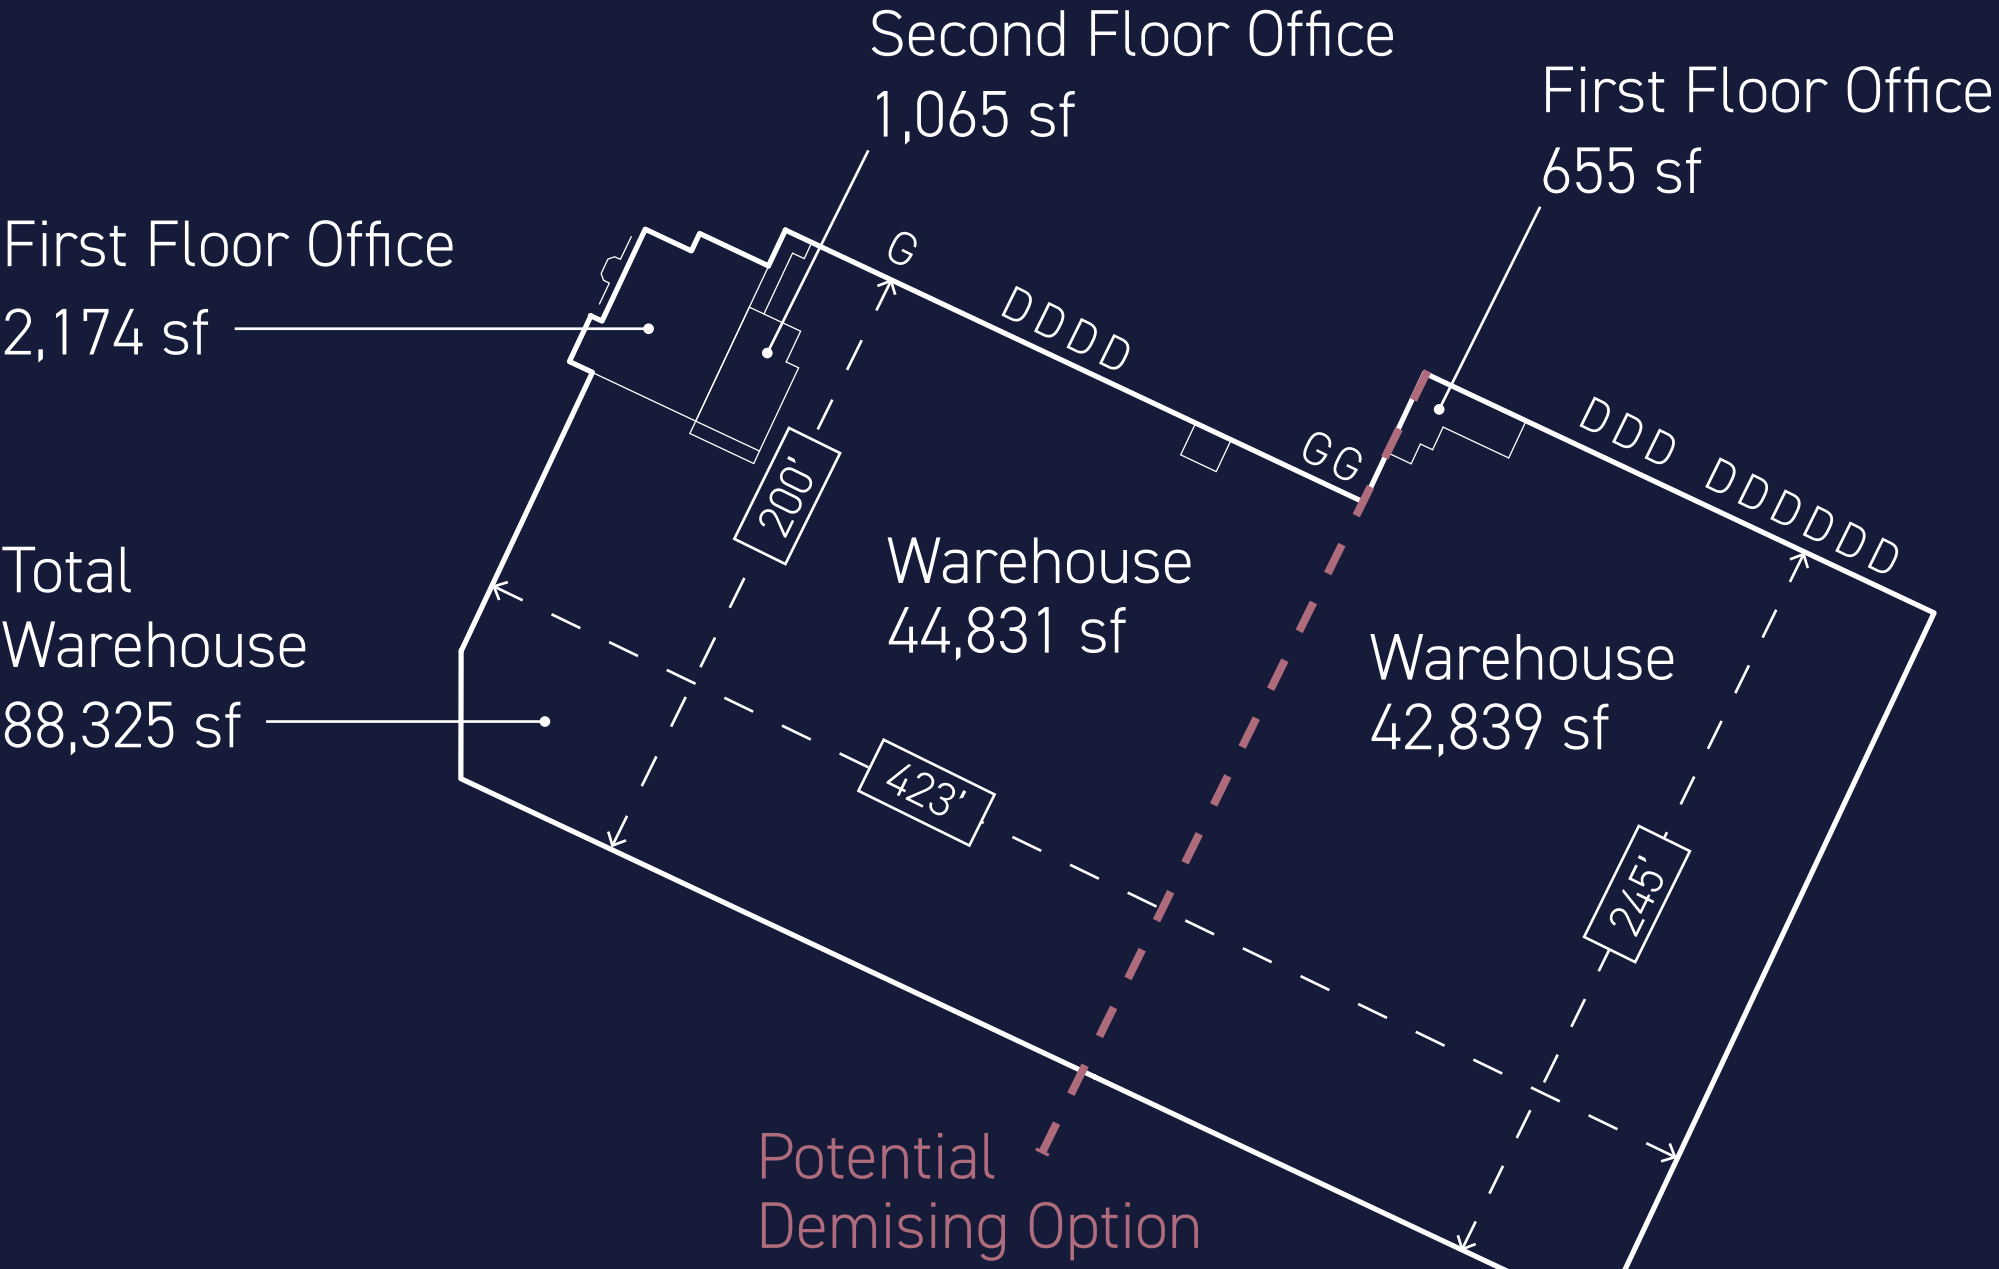 Second Floor Office
1,065 sf
First Floor Office
655 sf
First Floor Office
2,174 sf
G
DDDD
GG
DDD DDDDDD
200'
Warehouse
44,831 sf
Total
Warehouse
88,325 sf
Warehouse
42,839 sf
423'
245'
Potential
Demising Option